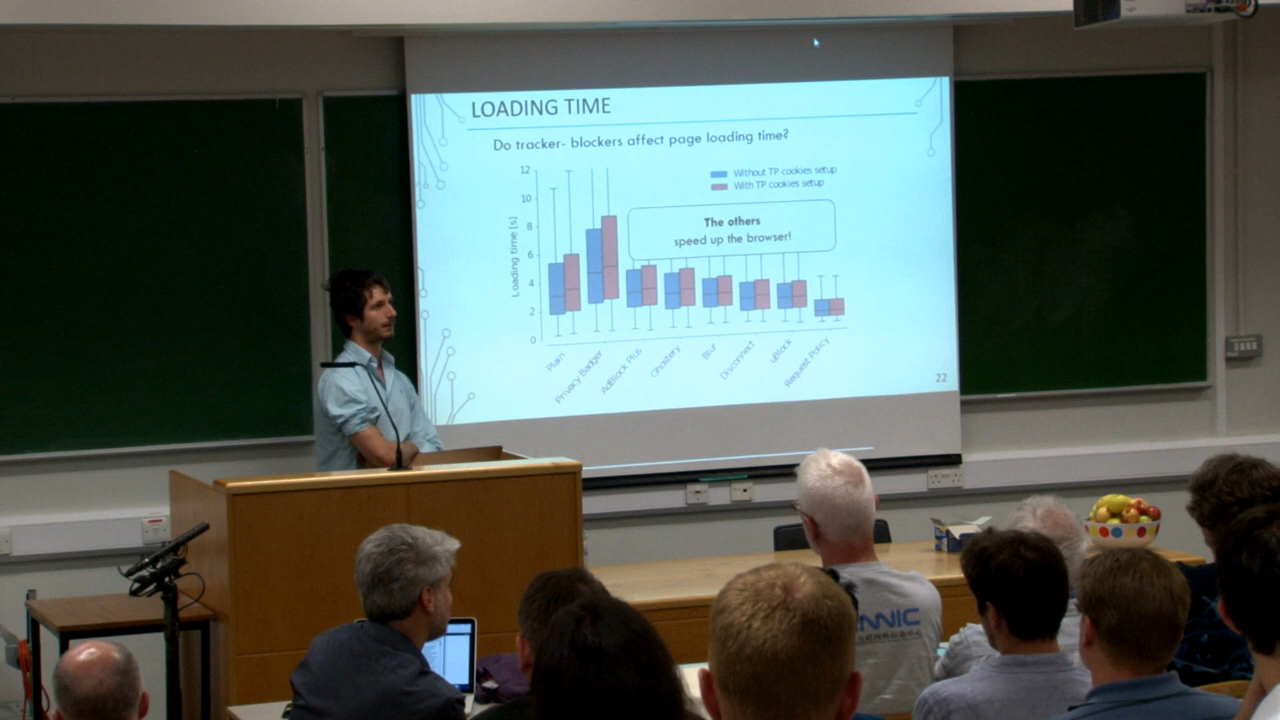 LOADING TIME
Do tracker- blockers affect page loading time?
12
10
8
6
4
2
0
Loading time [s]
Without TP cookies setup
With TP cookies setup
The others
speed up the browser!
Plain
Privacy Badger
AdBlock Plus
Ghostery
Blur
Disconnect
uBlock
Request Policy
22
NNIC